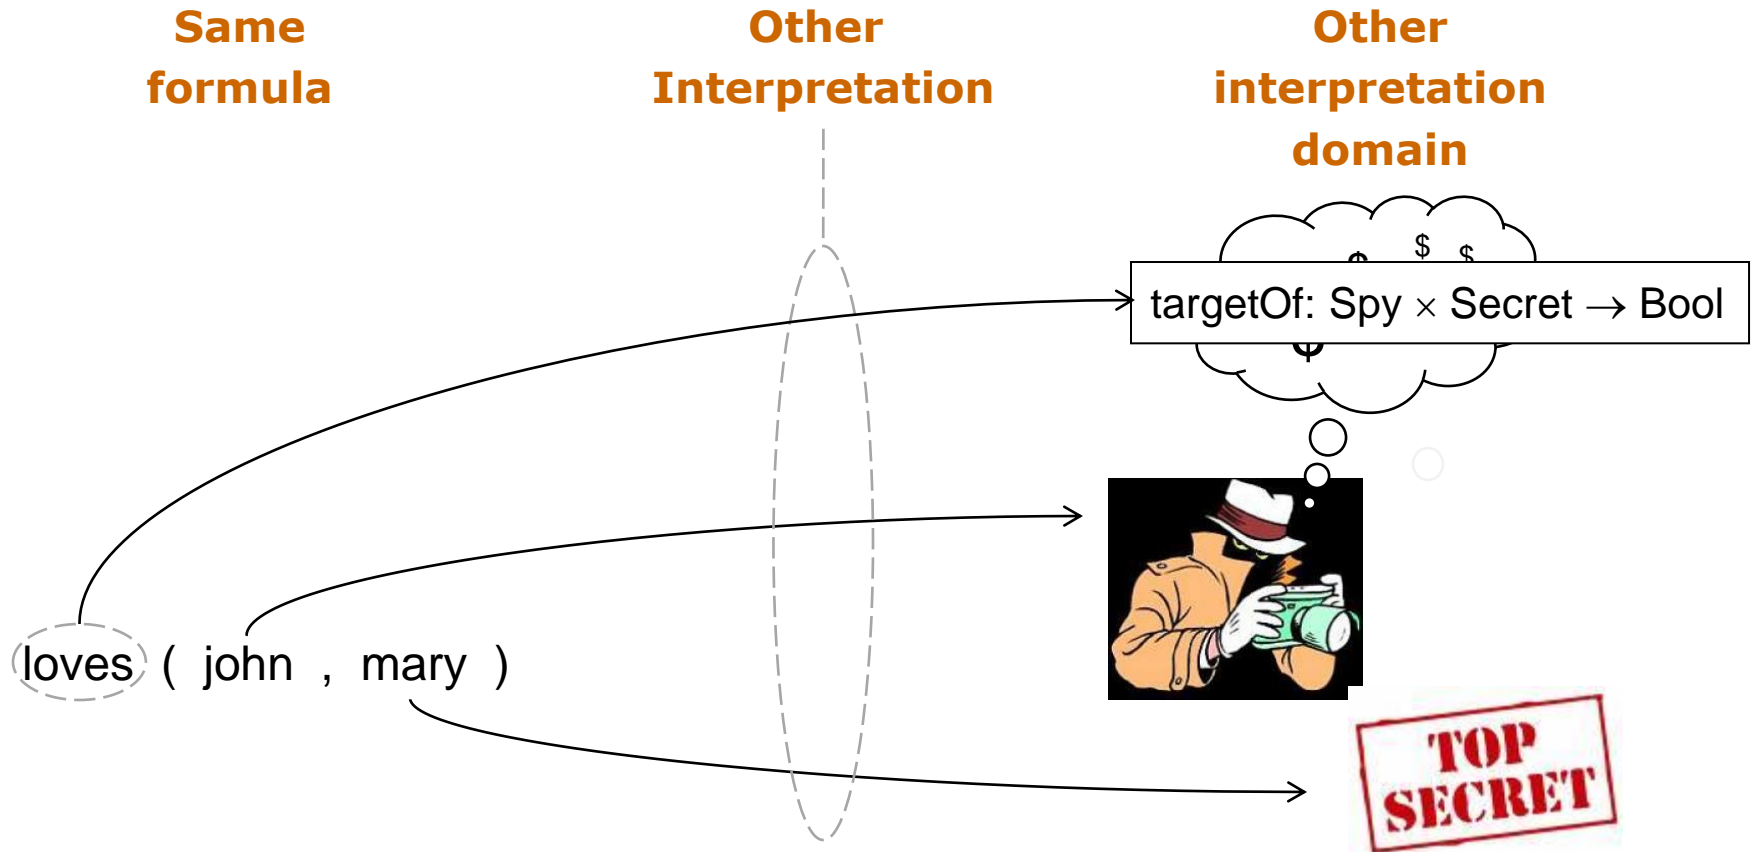 Same
formula
Other
Interpretation
Other
interpretation
domain
$ $ $
targetOf: Spy × Secret → Bool
$
loves ( john , mary )
TOP
SECRET